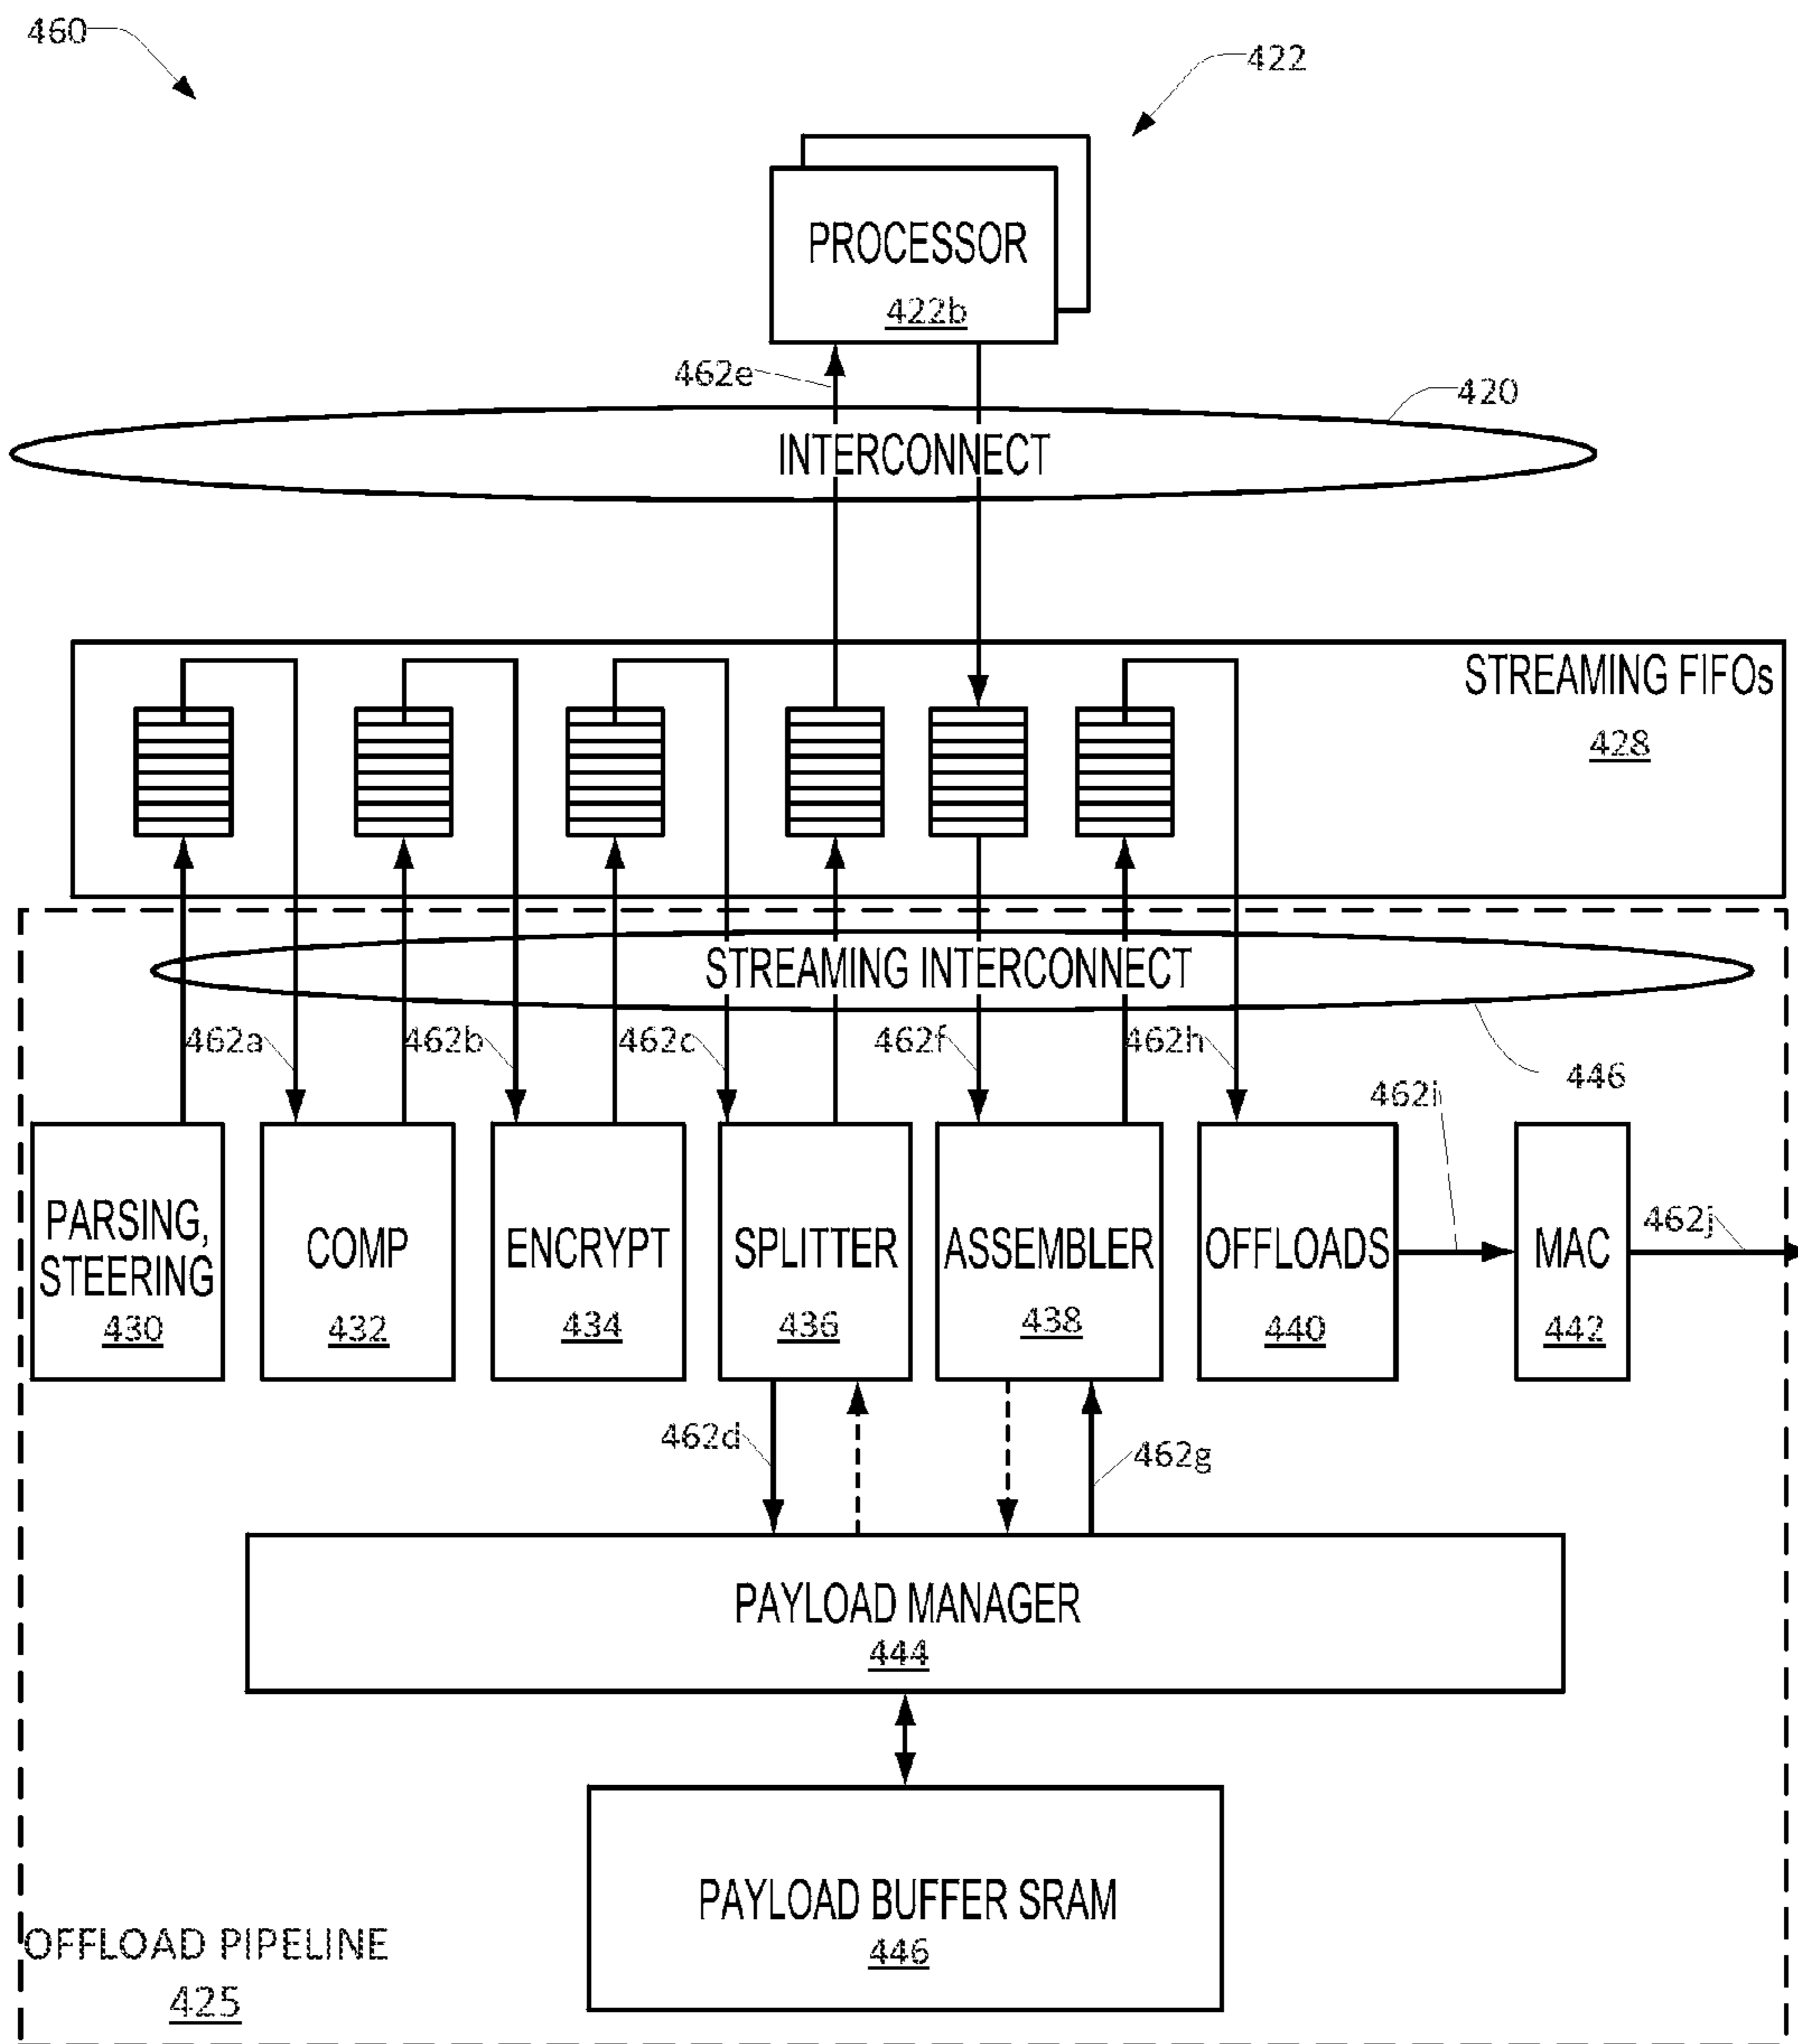 460
422
PROCESSOR
422b
462e
420
INTERCONNECT
STREAMING FIFOs
428
STREAMING INTERCONNECT
462a
462b
462c
462f
462h
446
462i
PARSING,
STEERING
430
COMP
432
ENCRYPT
434
SPLITTER
436
ASSEMBLER
438
OFFLOADS
440
MAC
442
462j
462d
462g
PAYLOAD MANAGER
444
PAYLOAD BUFFER SRAM
446
OFFLOAD PIPELINE
425